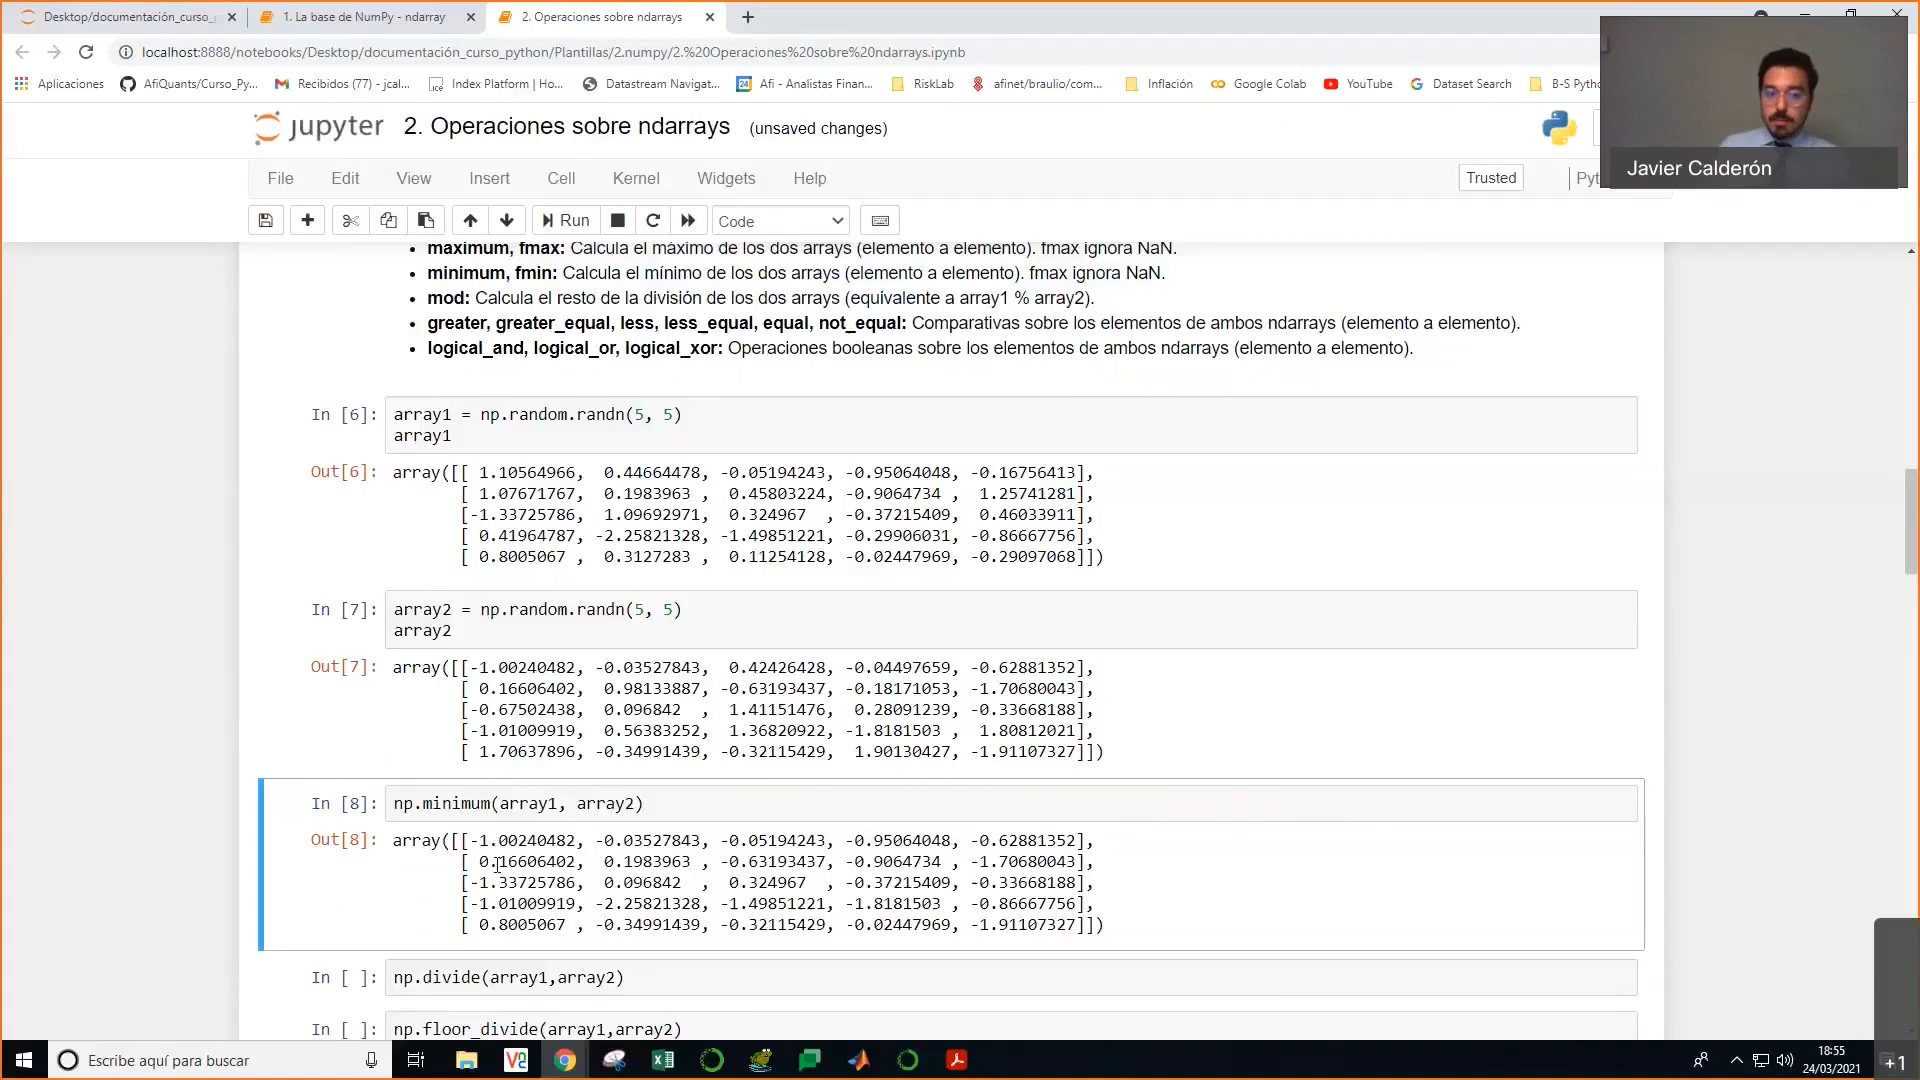 Desktop/documentación_curso_p
1. La base de NumPy - ndarray
2. Operaciones sobre ndarrays
localhost:8888/notebooks/Desktop/documentación_curso_python/Plantillas/2.numpy/2.%20Operaciones%20sobre%20ndarrays.ipynb
Aplicaciones
AfiQuants/Curso_Py...
Recibidos (77) - jcal...
Index Platform | Ho...
Datastream Navigat...
Afi - Analistas Finan...
RiskLab
afinet/braulio/com...
Inflación
Google Colab
YouTube
Dataset Search
B-S Pytho
Javier Calderón
jupyter 2. Operaciones sobre ndarrays (unsaved changes)
File Edit View Insert Cell Kernel Widgets Help Trusted Pyt
Run Code
maximum, fmax: Calcula el máximo de los dos arrays (elemento a elemento). fmax ignora NaN.
minimum, fmin: Calcula el mínimo de los dos arrays (elemento a elemento). fmax ignora NaN.
mod: Calcula el resto de la división de los dos arrays (equivalente a array1 % array2).
greater, greater_equal, less, less_equal, equal, not_equal: Comparativas sobre los elementos de ambos ndarrays (elemento a elemento).
logical_and, logical_or, logical_xor: Operaciones booleanas sobre los elementos de ambos ndarrays (elemento a elemento).
In [6]: array1 = np.random.randn(5, 5)
array1
Out[6]: array([[ 1.10564966, 0.44664478, -0.05194243, -0.95064048, -0.16756413],
[ 1.07671767, 0.1983963 , 0.45803224, -0.9064734 , 1.25741281],
[-1.33725786, 1.09692971, 0.324967 , -0.37215409, 0.46033911],
[ 0.41964787, -2.25821328, -1.49851221, -0.29906031, -0.86667756],
[ 0.8005067 , 0.3127283 , 0.11254128, -0.02447969, -0.29097068]])
In [7]: array2 = np.random.randn(5, 5)
array2
Out[7]: array([[-1.00240482, -0.03527843, 0.42426428, -0.04497659, -0.62881352],
[ 0.16606402, 0.98133887, -0.63193437, -0.18171053, -1.70680043],
[-0.67502438, 0.096842 , 1.41151476, 0.28091239, -0.33668188],
[-1.01009919, 0.56383252, 1.36820922, -1.8181503 , 1.80812021],
[ 1.70637896, -0.34991439, -0.32115429, 1.90130427, -1.91107327]])
In [8]: np.minimum(array1, array2)
Out[8]: array([[-1.00240482, -0.03527843, -0.05194243, -0.95064048, -0.62881352],
[ 0.16606402, 0.1983963 , -0.63193437, -0.9064734 , -1.70680043],
[-1.33725786, 0.096842 , 0.324967 , -0.37215409, -0.33668188],
[-1.01009919, -2.25821328, -1.49851221, -1.8181503 , -0.86667756],
[ 0.8005067 , -0.34991439, -0.32115429, -0.02447969, -1.91107327]])
In [ ]: np.divide(array1,array2)
In [ ]: np.floor_divide(array1,array2)
Escribe aquí para buscar
18:55
24/03/2021
+1